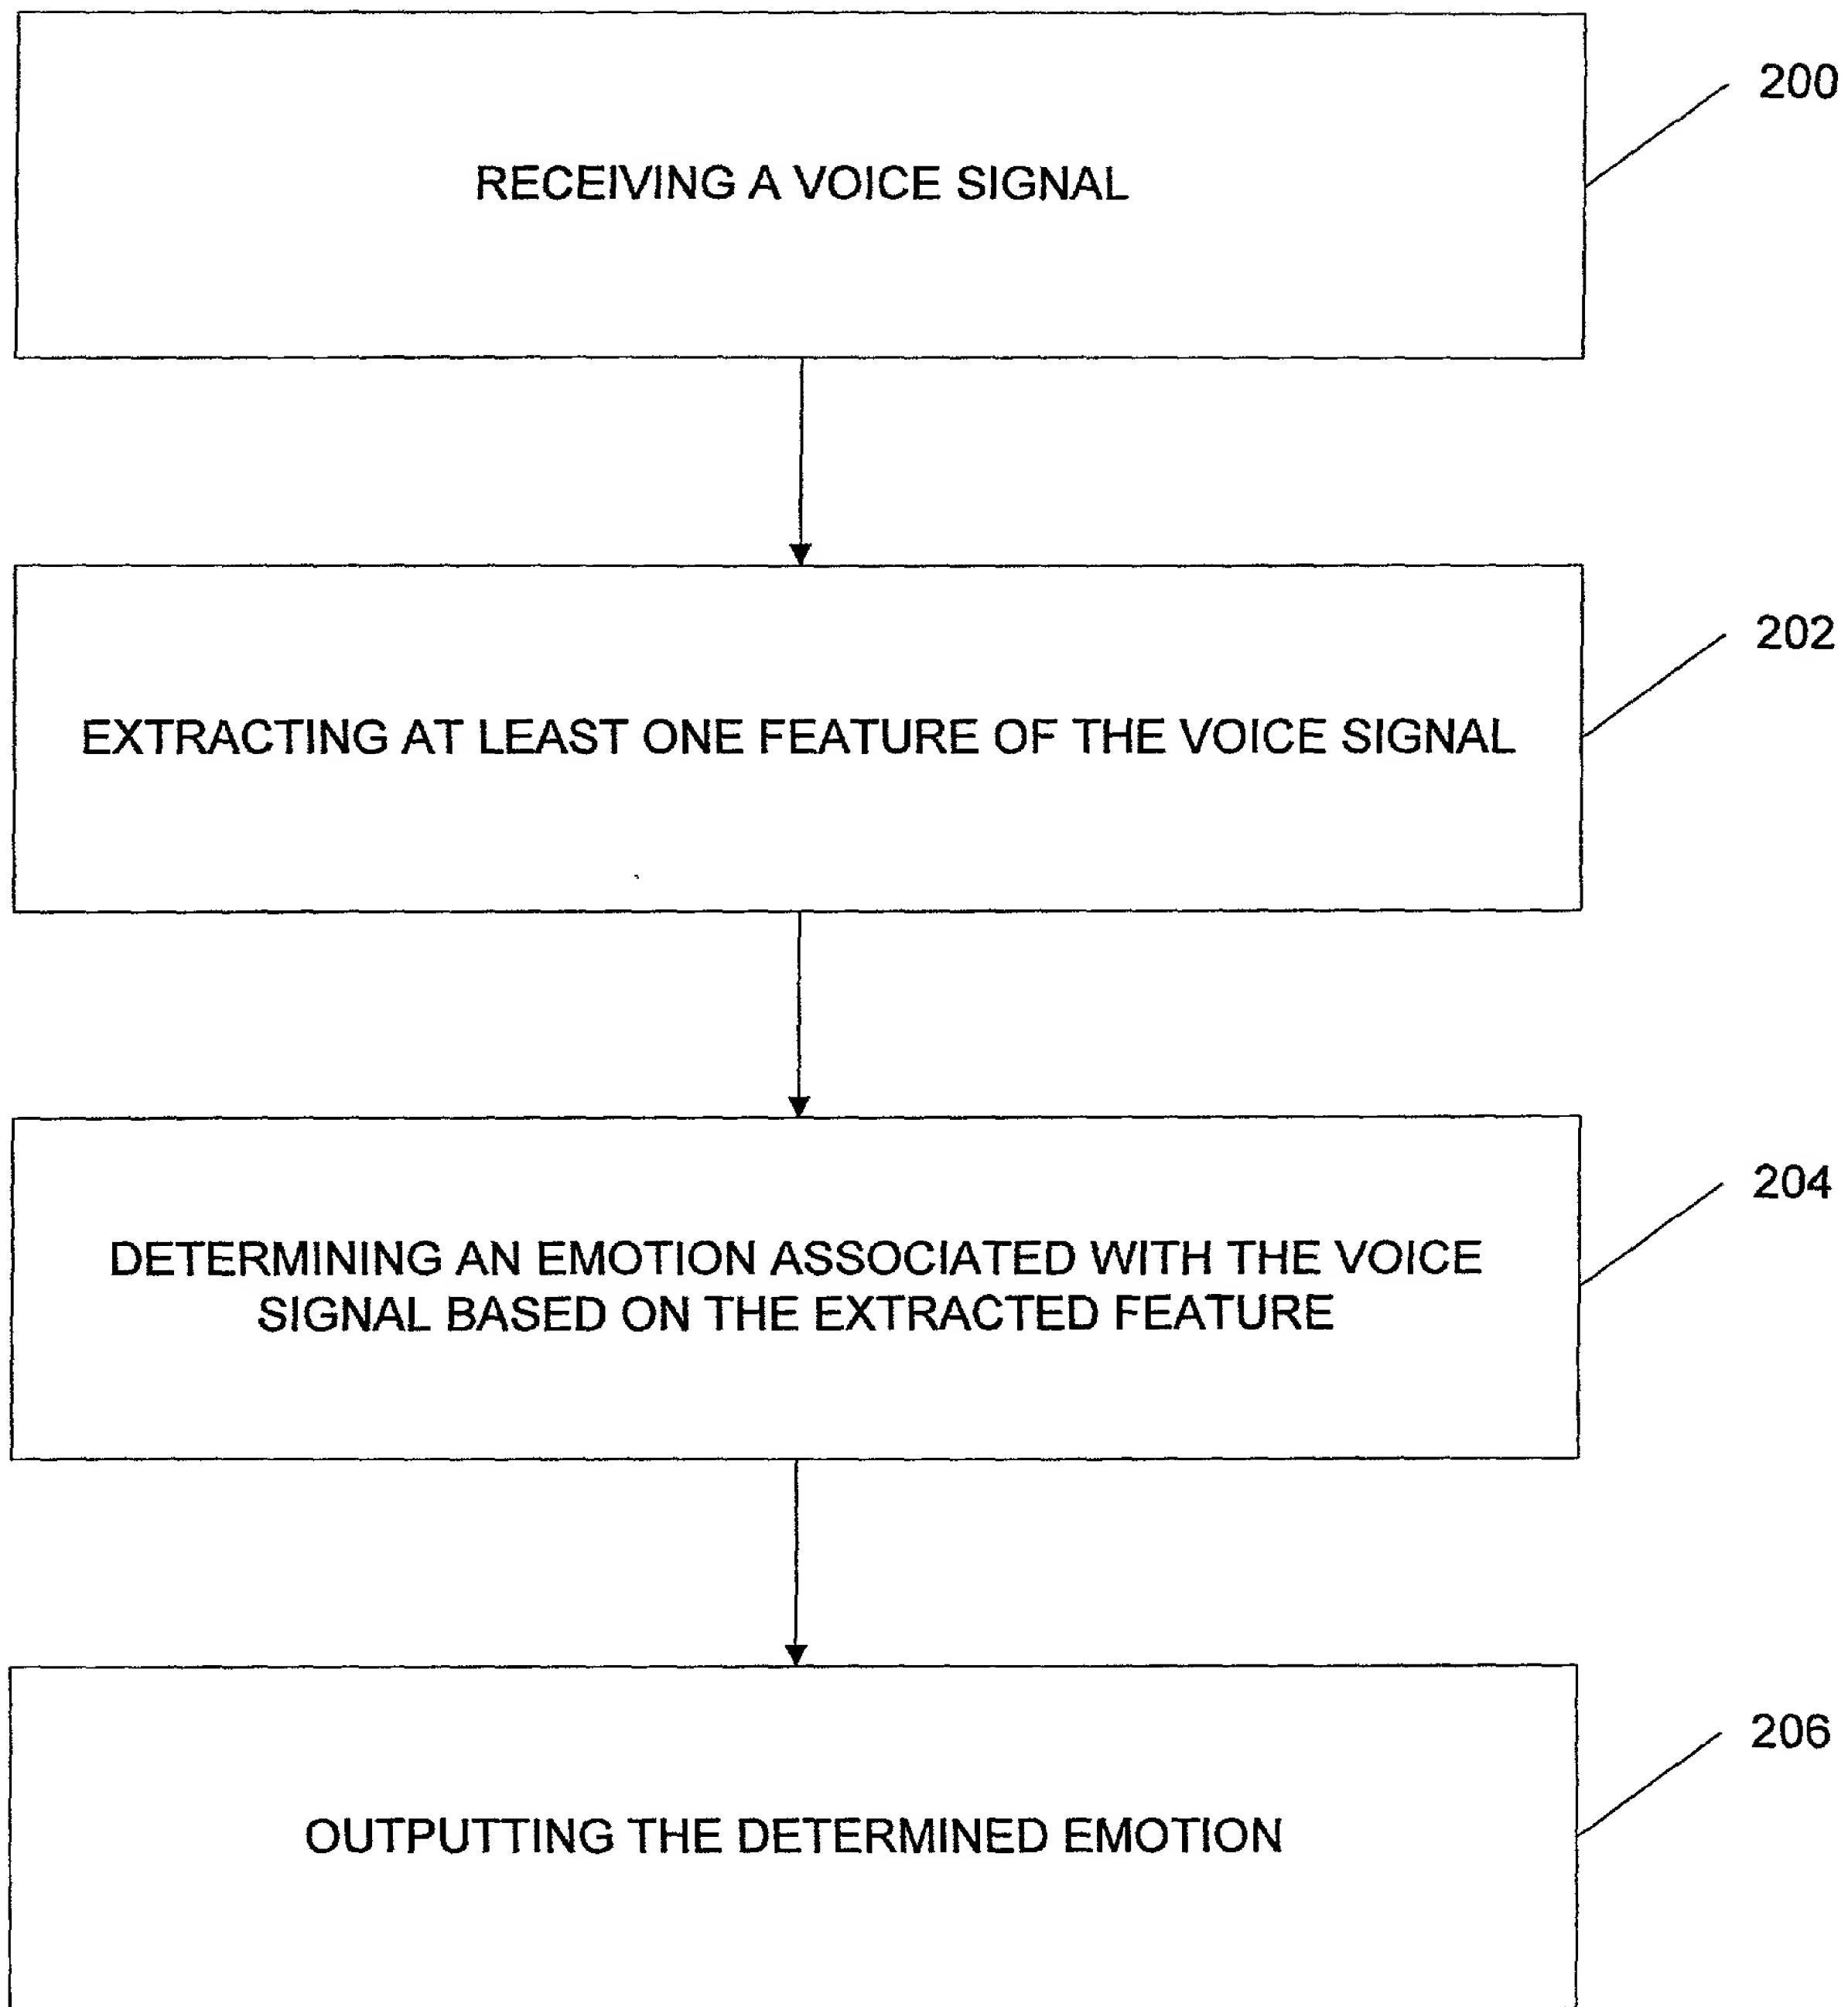 200
RECEIVING A VOICE SIGNAL
202
EXTRACTING AT LEAST ONE FEATURE OF THE VOICE SIGNAL
204
DETERMINING AN EMOTION ASSOCIATED WITH THE VOICE
SIGNAL BASED ON THE EXTRACTED FEATURE
206
OUTPUTTING THE DETERMINED EMOTION